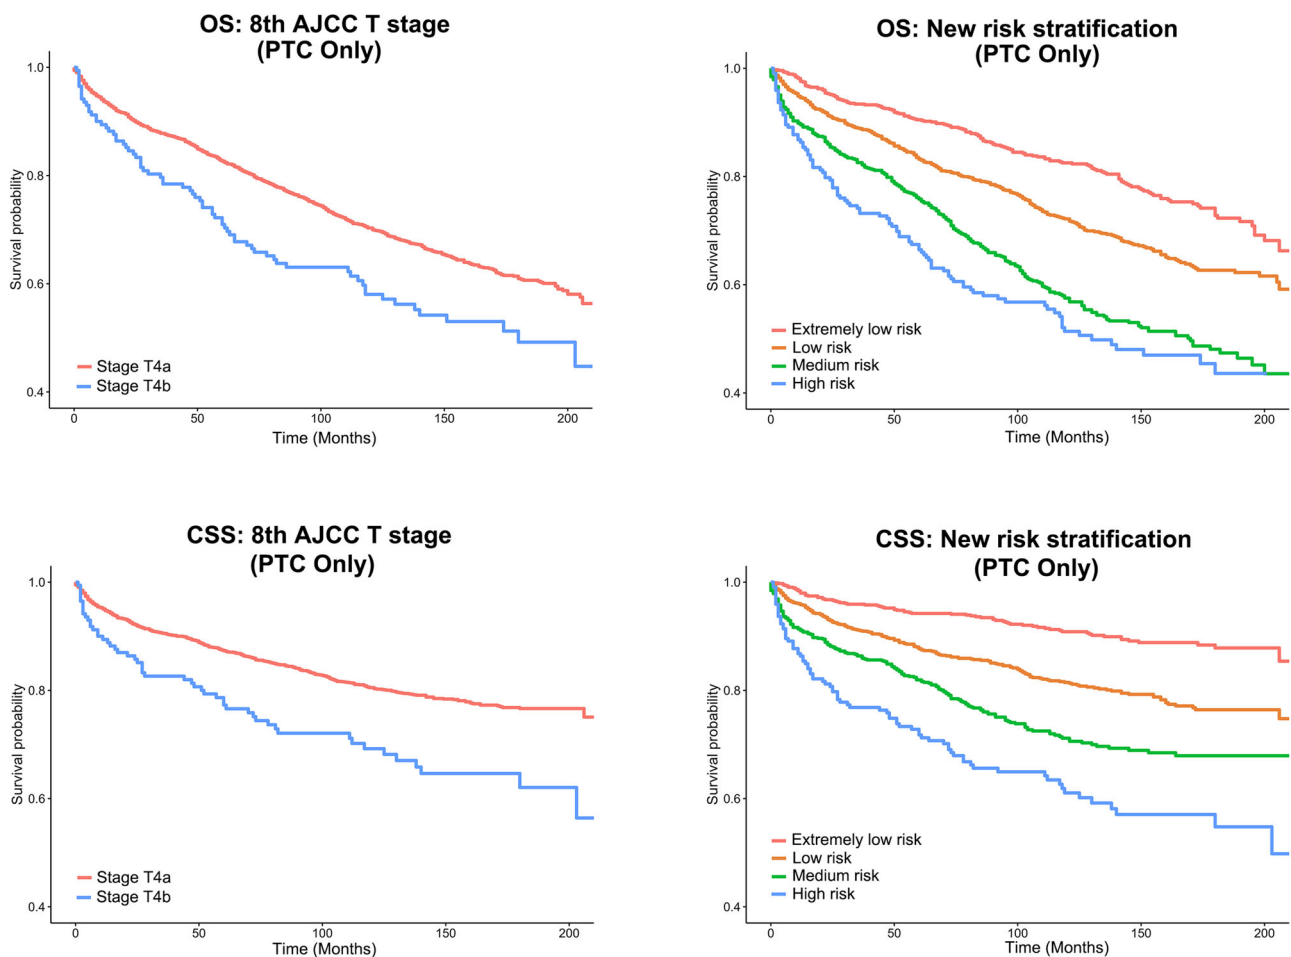 OS: 8th AJCC T stage
(PTC Only)
1.0
0.8
0.6
0.4
Survival probability
Stage T4a
Stage T4b
0 50 100 150 200
Time (Months)
OS: New risk stratification
(PTC Only)
1.0
0.8
0.6
0.4
Survival probability
Extremely low risk
Low risk
Medium risk
High risk
0 50 100 150 200
Time (Months)
CSS: 8th AJCC T stage
(PTC Only)
1.0
0.8
0.6
0.4
Survival probability
Stage T4a
Stage T4b
0 50 100 150 200
Time (Months)
CSS: New risk stratification
(PTC Only)
1.0
0.8
0.6
0.4
Survival probability
Extremely low risk
Low risk
Medium risk
High risk
0 50 100 150 200
Time (Months)